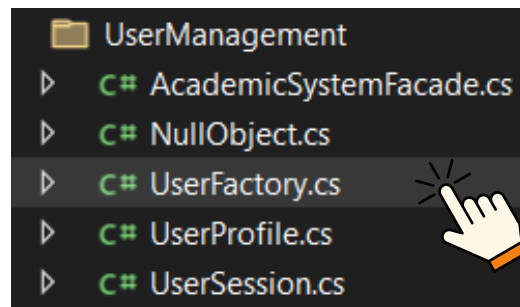 UserManagement
C# AcademicSystemFacade.cs
C# NullObject.cs
C# UserFactory.cs
C# UserProfile.cs
C# UserSession.cs